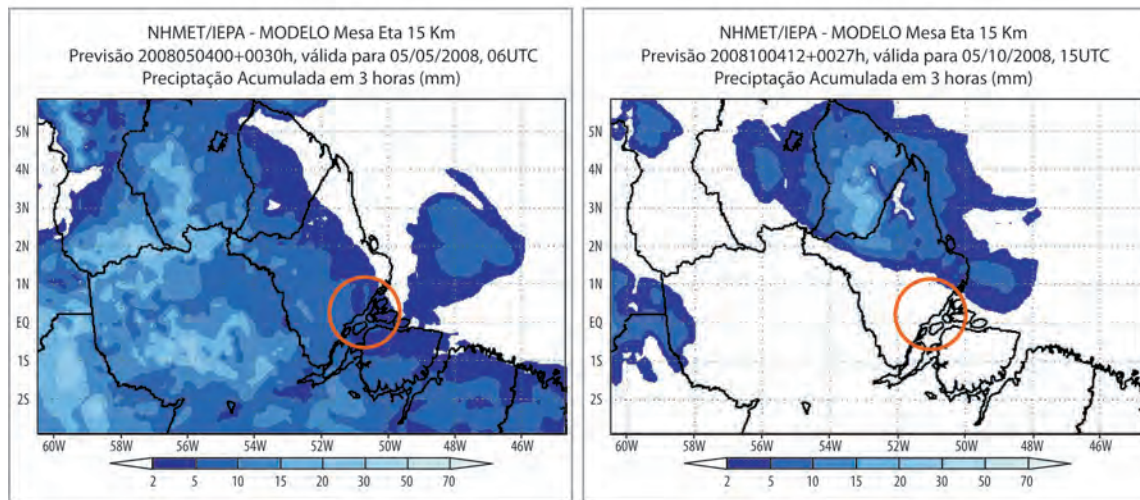 NHMET/IEPA - MODELO Mesa Eta 15 Km
Previsão 2008050400+0030h, válida para 05/05/2008, 06UTC
Preciptação Acumulada em 3 horas (mm)
5N
4N
3N
2N
1N
EQ
1S
2S
60W 58W 56W 54W 52W 50W 48W 46W
2 5 10 15 20 30 50 70
NHMET/IEPA - MODELO Mesa Eta 15 Km
Previsão 2008100412+0027h, válida para 05/10/2008, 15UTC
Preciptação Acumulada em 3 horas (mm)
5N
4N
3N
2N
1N
EQ
1S
2S
60W 58W 56W 54W 52W 50W 48W 46W
2 5 10 15 20 30 50 70